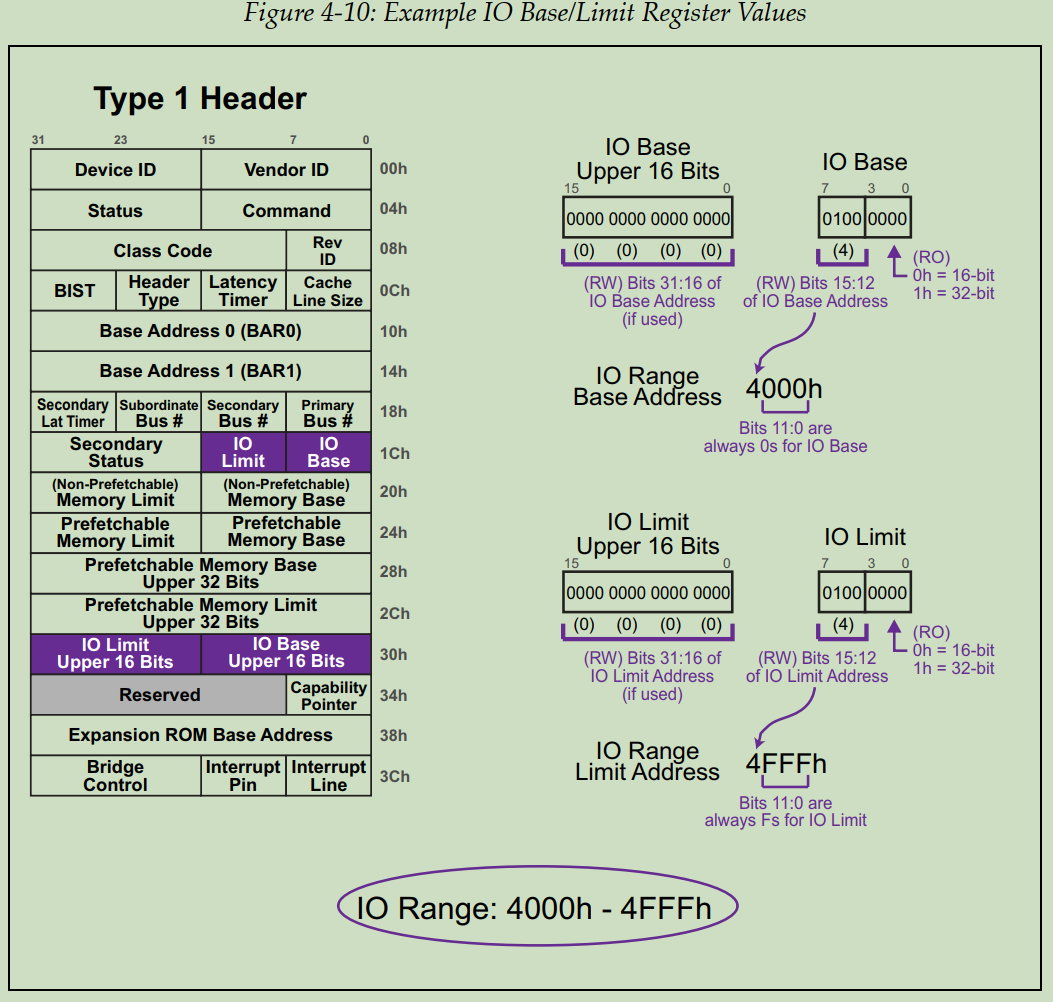 Figure 4-10: Example IO Base/Limit Register Values
Type 1 Header
31 23 15 7 0
Device ID Vendor ID 00h
Status Command 04h
Class Code Rev ID 08h
BIST Header Type Latency Timer Cache Line Size 0Ch
Base Address 0 (BAR0) 10h
Base Address 1 (BAR1) 14h
Secondary Lat Timer Subordinate Bus # Secondary Bus # Primary Bus # 18h
Secondary Status IO Limit IO Base 1Ch
(Non-Prefetchable) Memory Limit (Non-Prefetchable) Memory Base 20h
Prefetchable Memory Limit Prefetchable Memory Base 24h
Prefetchable Memory Base Upper 32 Bits 28h
Prefetchable Memory Limit Upper 32 Bits 2Ch
IO Limit Upper 16 Bits IO Base Upper 16 Bits 30h
Reserved Capability Pointer 34h
Expansion ROM Base Address 38h
Bridge Control Interrupt Pin Interrupt Line 3Ch
IO Base
Upper 16 Bits
15 0
0000 0000 0000 0000
(0) (0) (0) (0)
(RW) Bits 31:16 of
IO Base Address
(if used)
IO Base
7 3 0
0100 0000
(4)
(RW) Bits 15:12
of IO Base Address
(RO)
0h = 16-bit
1h = 32-bit
IO Range
Base Address
4000h
Bits 11:0 are
always 0s for IO Base
IO Limit
Upper 16 Bits
15 0
0000 0000 0000 0000
(0) (0) (0) (0)
(RW) Bits 31:16 of
IO Limit Address
(if used)
IO Limit
7 3 0
0100 0000
(4)
(RW) Bits 15:12
of IO Limit Address
(RO)
0h = 16-bit
1h = 32-bit
IO Range
Limit Address
4FFFh
Bits 11:0 are
always Fs for IO Limit
IO Range: 4000h - 4FFFh